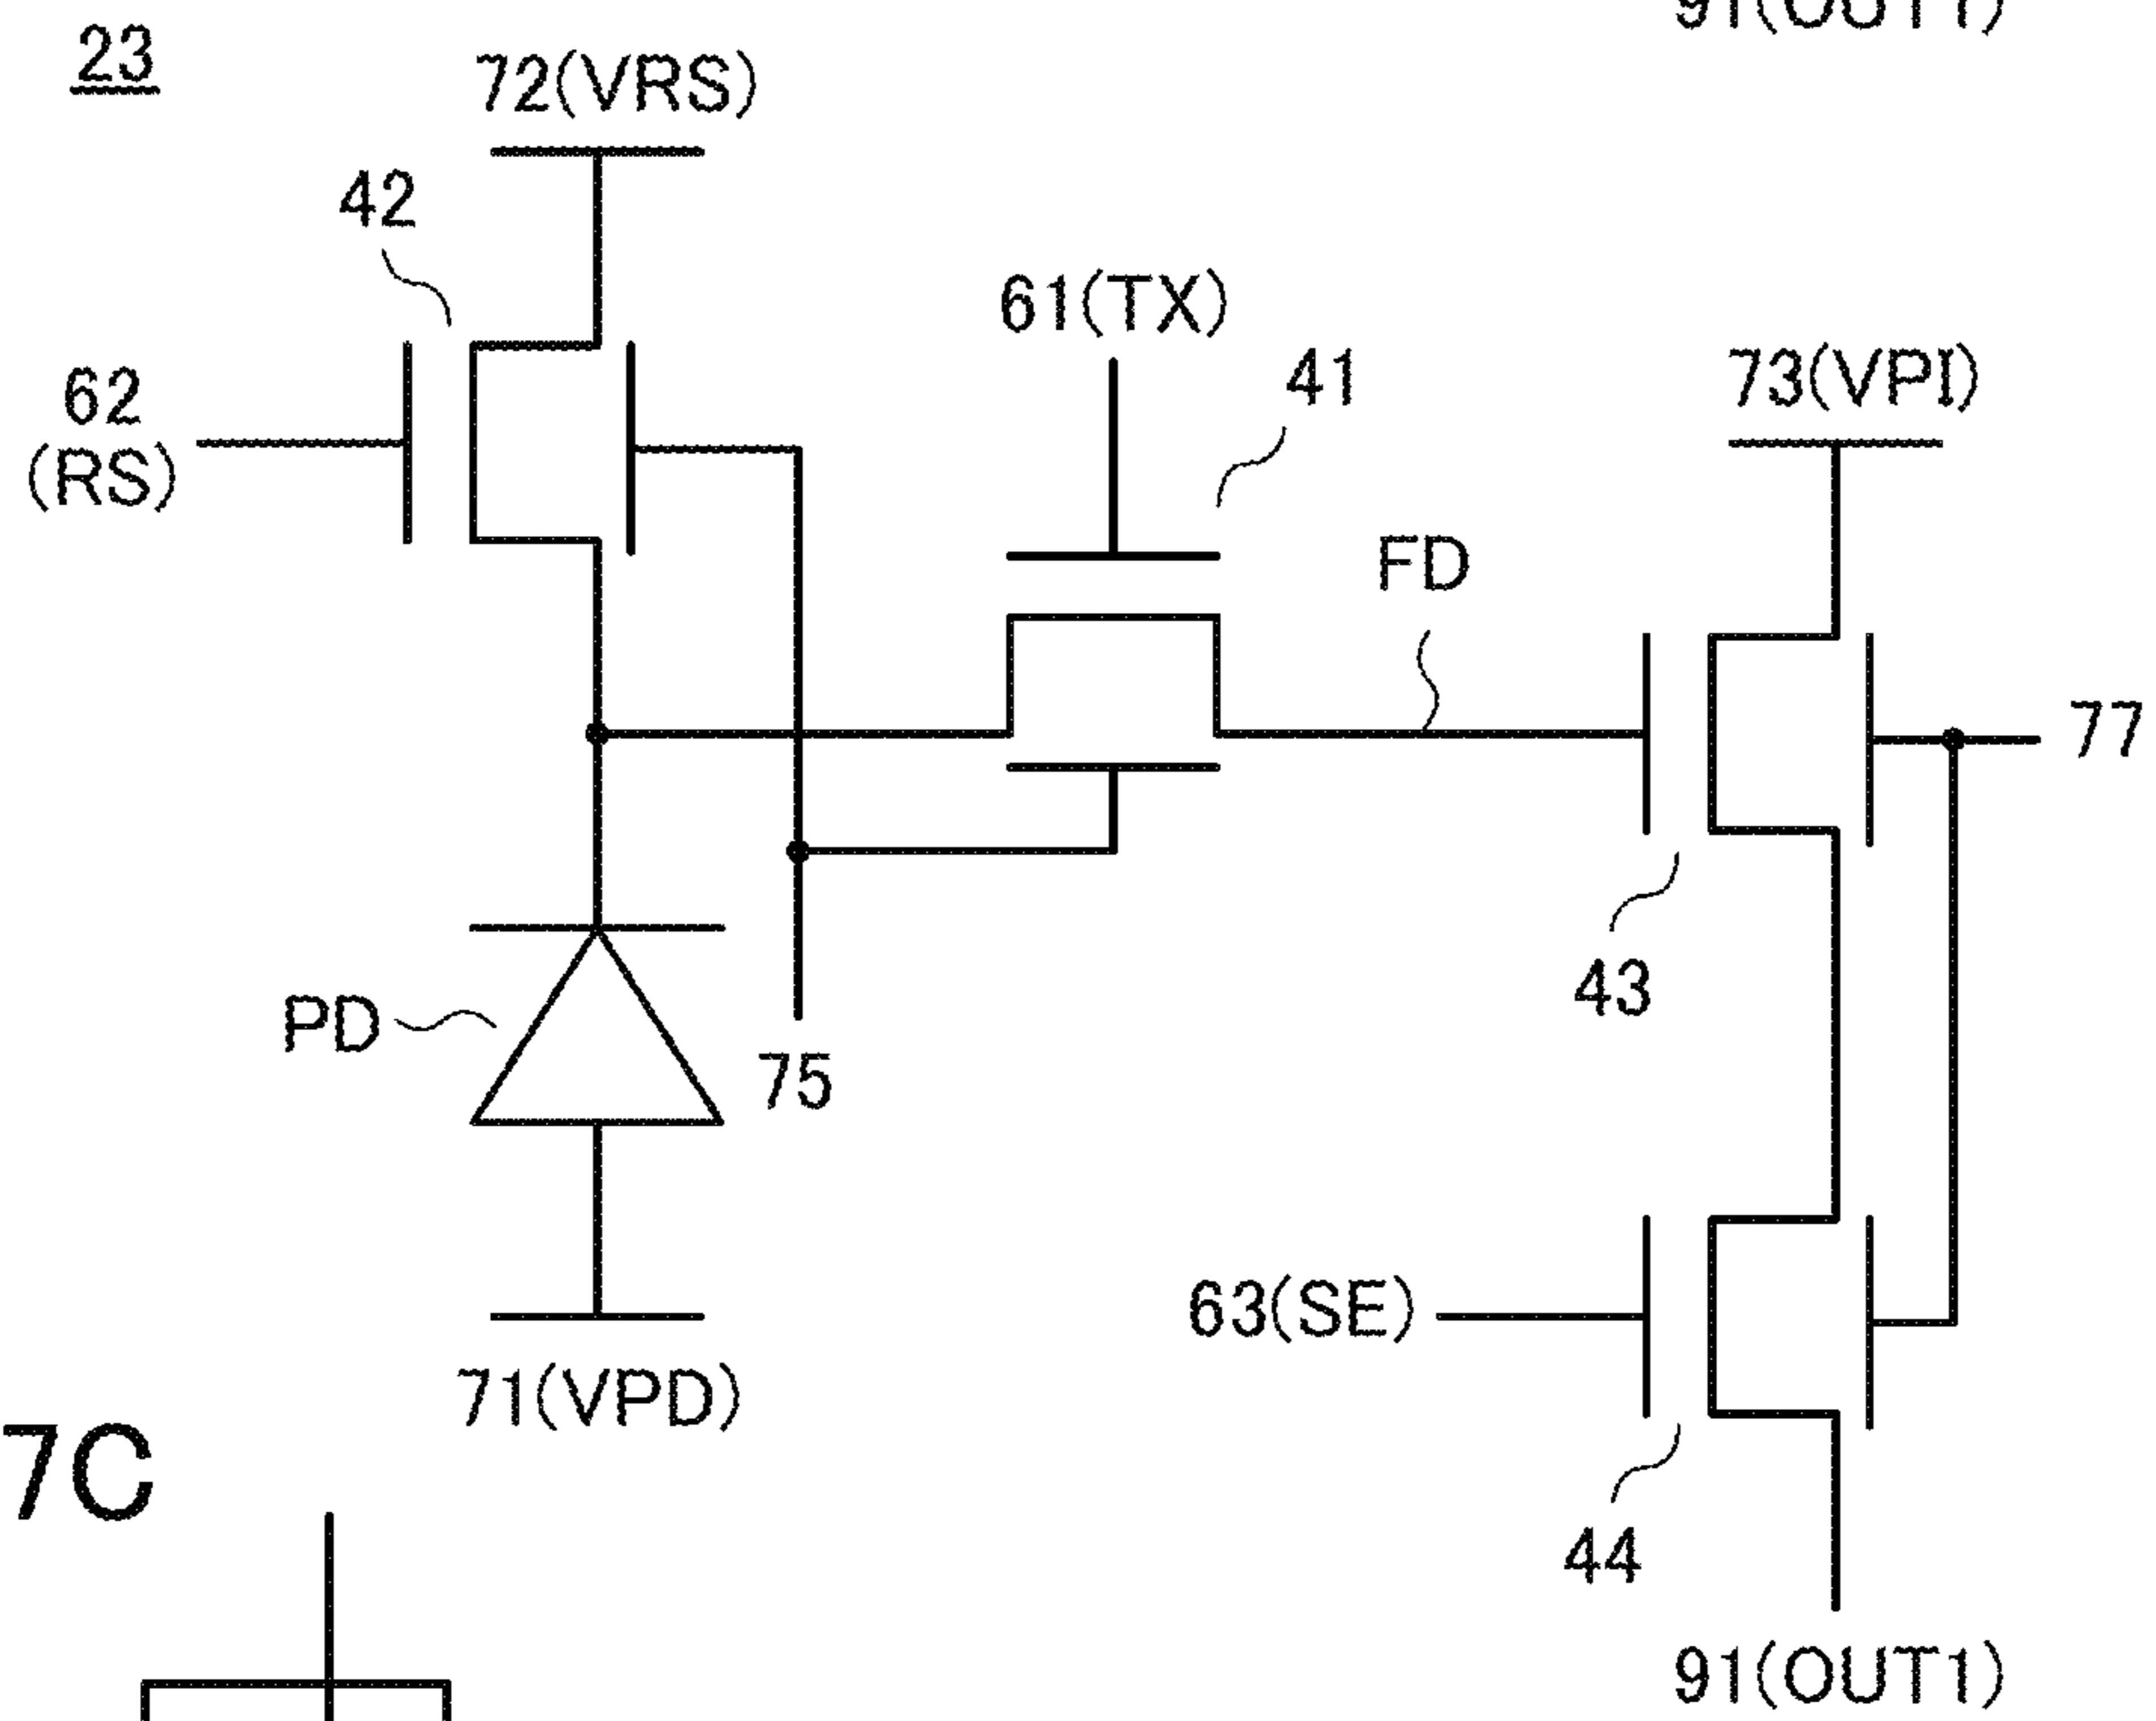 91(OUT1)
23
72(VRS)
42
61(TX)
41
62
(RS)
73(VPI)
FD
77
43
PD
75
63(SE)
71(VPD)
7C
44
91(OUT1)